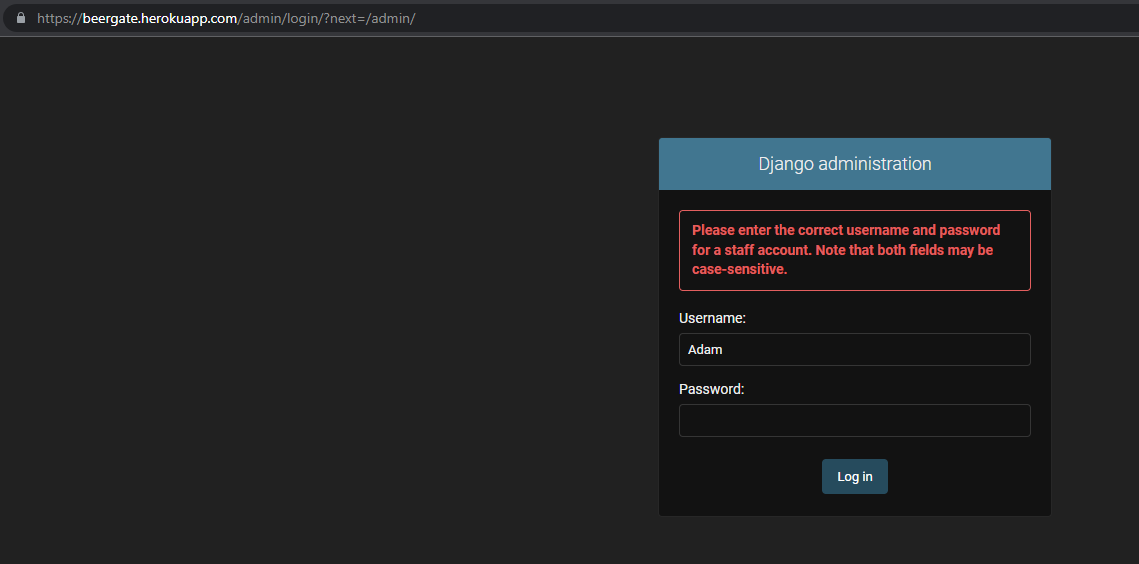 https://beergate.herokuapp.com/admin/login/?next=/admin/
Django administration
Please enter the correct username and password
for a staff account. Note that both fields may be
case-sensitive.
Username:
Adam
Password:
Log in